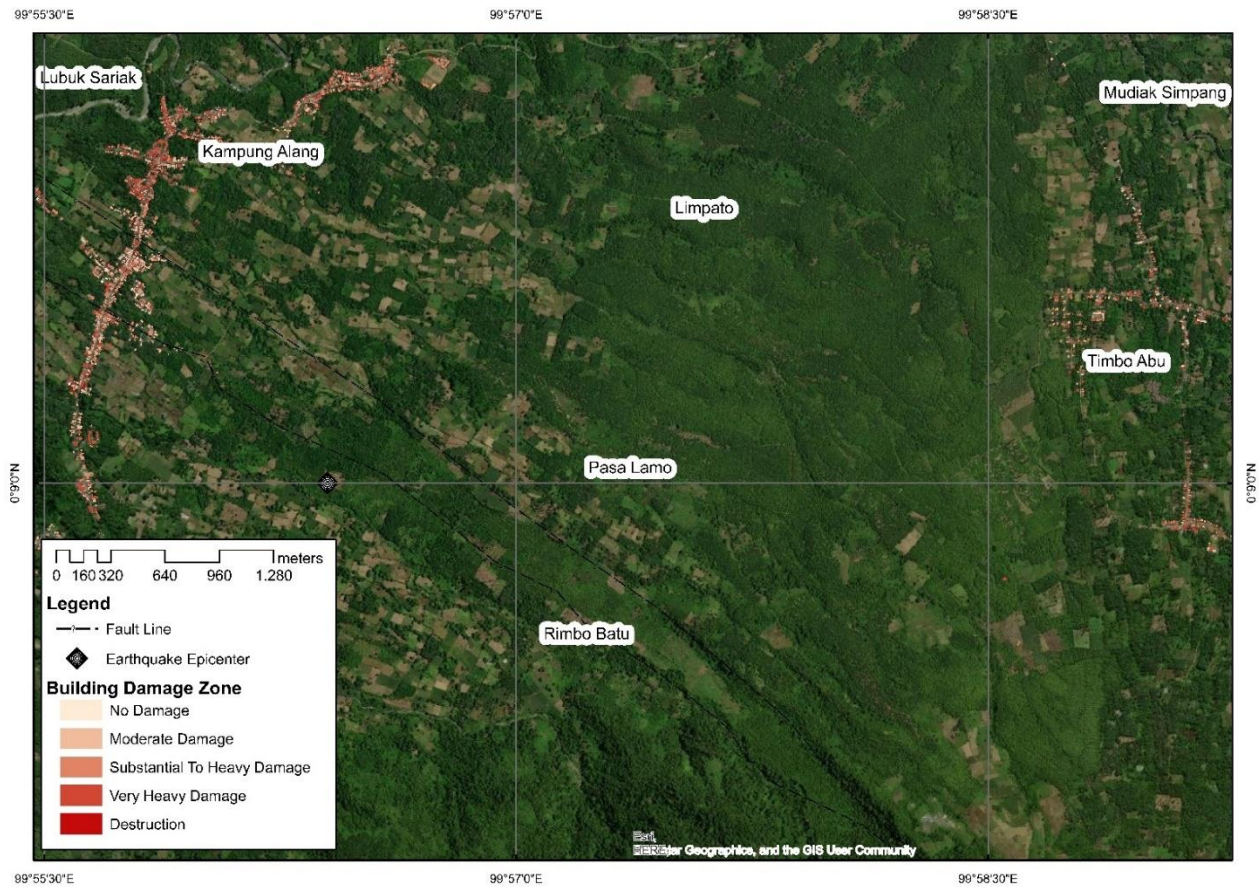 99°55'30"E 99°57'0"E 99°58'30"E
Lubuk Sariak
Mudiak Simpang
Kampung Alang
Limpato
Timbo Abu
Pasa Lamo
0°9'0"N 0°9'0"N
Rimbo Batu
meters
0 160 320 640 960 1.280
Legend
Fault Line
Earthquake Epicenter
Building Damage Zone
No Damage
Moderate Damage
Substantial To Heavy Damage
Very Heavy Damage
Destruction
Esri,
Geographics, and the GIS User Community
99°55'30"E 99°57'0"E 99°58'30"E